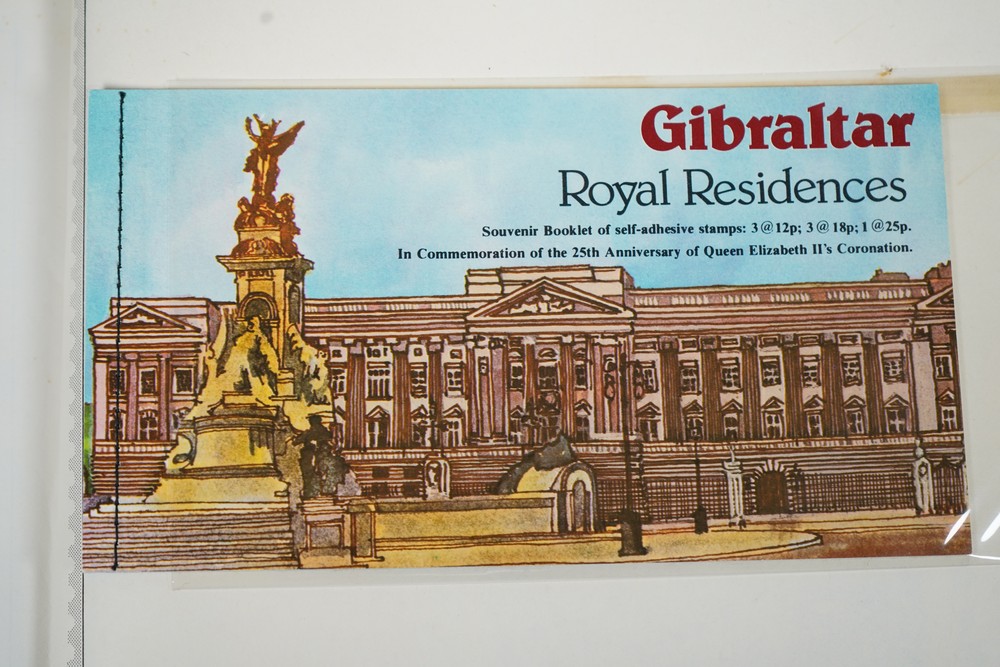 Gibraltar
Royal Residences
Souvenir Booklet of self-adhesive stamps: 3@12p; 3@18p; 1@25p.
In Commemoration of the 25th Anniversary of Queen Elizabeth II's Coronation.